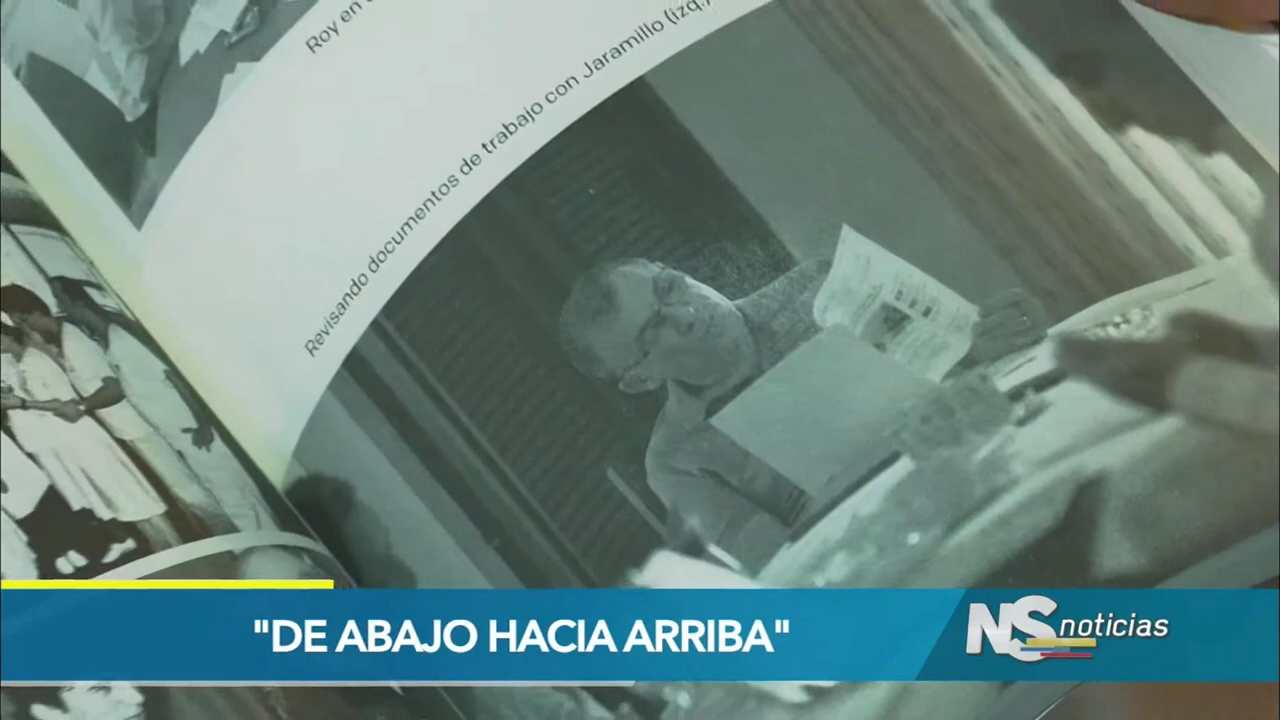 Roy en
Revisando documentos de trabajo con Jaramillo (izq.)
"DE ABAJO HACIA ARRIBA"
NS noticias